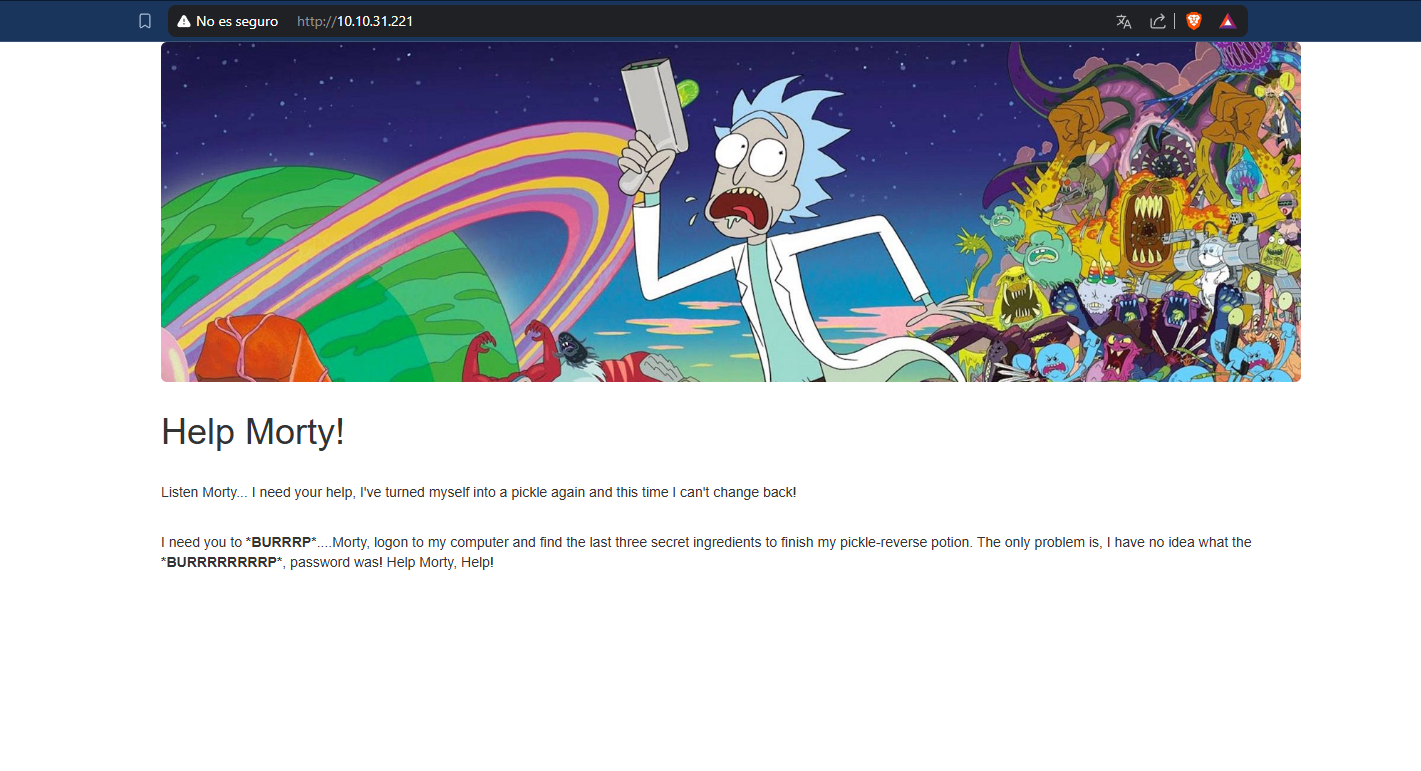 No es seguro http://10.10.31.221
Help Morty!
Listen Morty... I need your help, I've turned myself into a pickle again and this time I can't change back!
I need you to *BURRRP*....Morty, logon to my computer and find the last three secret ingredients to finish my pickle-reverse potion. The only problem is, I have no idea what the
*BURRRRRRRRP*, password was! Help Morty, Help!